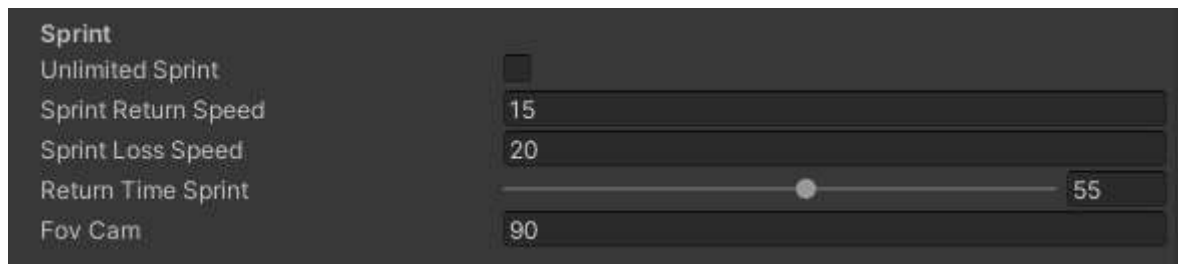 Sprint
Unlimited Sprint
Sprint Return Speed 15
Sprint Loss Speed 20
Return Time Sprint 55
Fov Cam 90